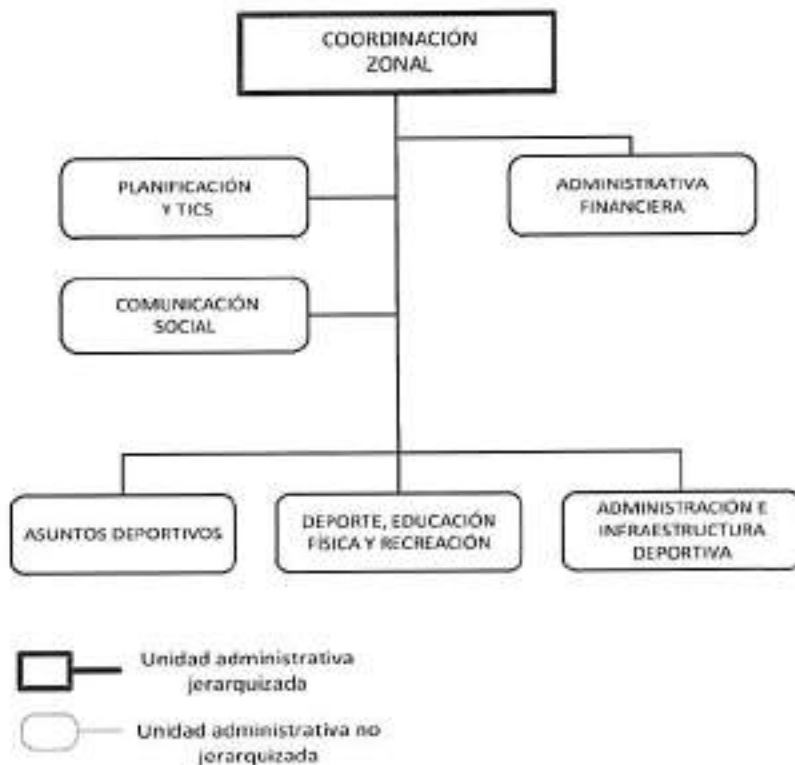 COORDINACIÓN
ZONAL
PLANIFICACIÓN
Y TICS
ADMINISTRATIVA
FINANCIERA
COMUNICACIÓN
SOCIAL
ASUNTOS DEPORTIVOS
DEPORTE, EDUCACIÓN
FÍSICA Y RECREACIÓN
ADMINISTRACIÓN E
INFRAESTRUCTURA
DEPORTIVA
Unidad administrativa
jerarquizada
Unidad administrativa no
jerarquizada